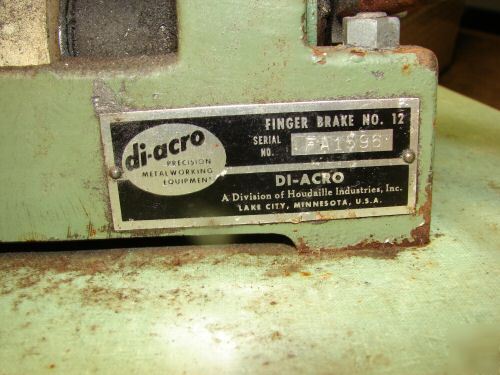 di-acro
PRECISION
METALWORKING
EQUIPMENT
FINGER BRAKE NO. 12
SERIAL
NO.
FA1596
DI-ACRO
A Division of Houdaille Industries, Inc.
LAKE CITY, MINNESOTA, U.S.A.